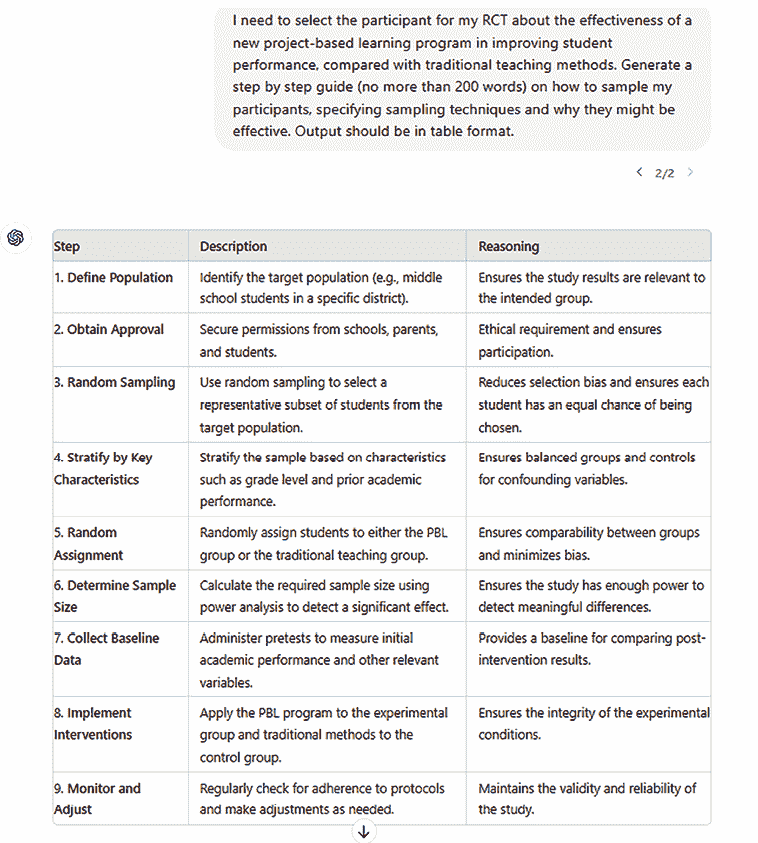 I need to select the participant for my RCT about the effectiveness of a
new project-based learning program in improving student
performance, compared with traditional teaching methods. Generate a
step by step guide (no more than 200 words) on how to sample my
participants, specifying sampling techniques and why they might be
effective. Output should be in table format.
2/2
Step Description Reasoning
1. Define Population Identify the target population (e.g., middle Ensures the study results are relevant to
school students in a specific district). the intended group.
2. Obtain Approval Secure permissions from schools, parents, Ethical requirement and ensures
and students. participation.
3. Random Sampling Use random sampling to select a Reduces selection bias and ensures each
representative subset of students from the student has an equal chance of being
target population. chosen.
4. Stratify by Key Stratify the sample based on characteristics Ensures balanced groups and controls
Characteristics such as grade level and prior academic for confounding variables.
performance.
5. Random Randomly assign students to either the PBL Ensures comparability between groups
Assignment group or the traditional teaching group. and minimizes bias.
6. Determine Sample Calculate the required sample size using Ensures the study has enough power to
Size power analysis to detect a significant effect. detect meaningful differences.
7. Collect Baseline Administer pretests to measure initial Provides a baseline for comparing post-
Data academic performance and other relevant intervention results.
variables.
8. Implement Apply the PBL program to the experimental Ensures the integrity of the experimental
Interventions group and traditional methods to the conditions.
control group.
9. Monitor and Regularly check for adherence to protocols Maintains the validity and reliability of
Adjust and make adjustments as needed. the study.